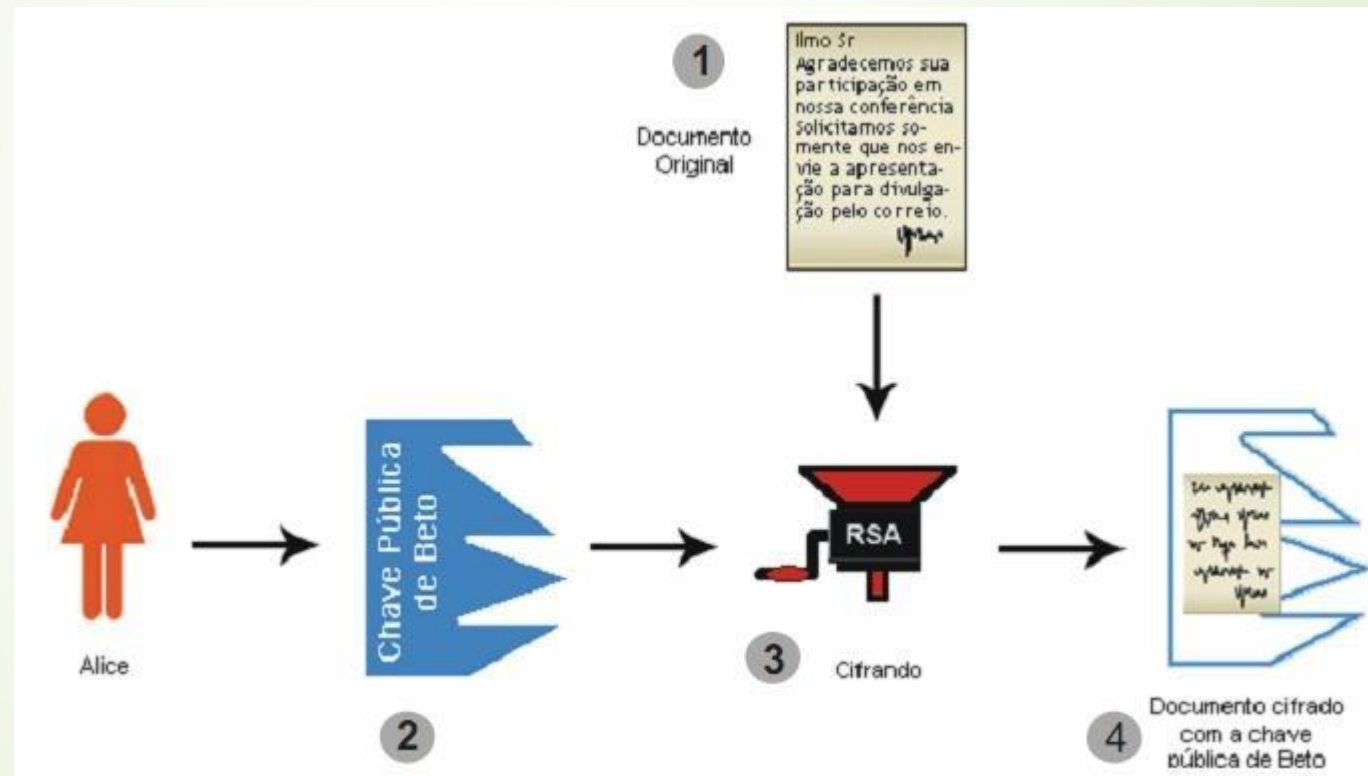 1
Documento
Original
Ilmo Sr
Agradecemos sua
participação em
nossa conferência
Solicitamos so-
mente que nos en-
vie a apresenta-
ção para divulga-
ção pelo correio.
Alice
Chave Pública
de Beto
2
RSA
3
Cifrando
4
Documento cifrado
com a chave
pública de Beto